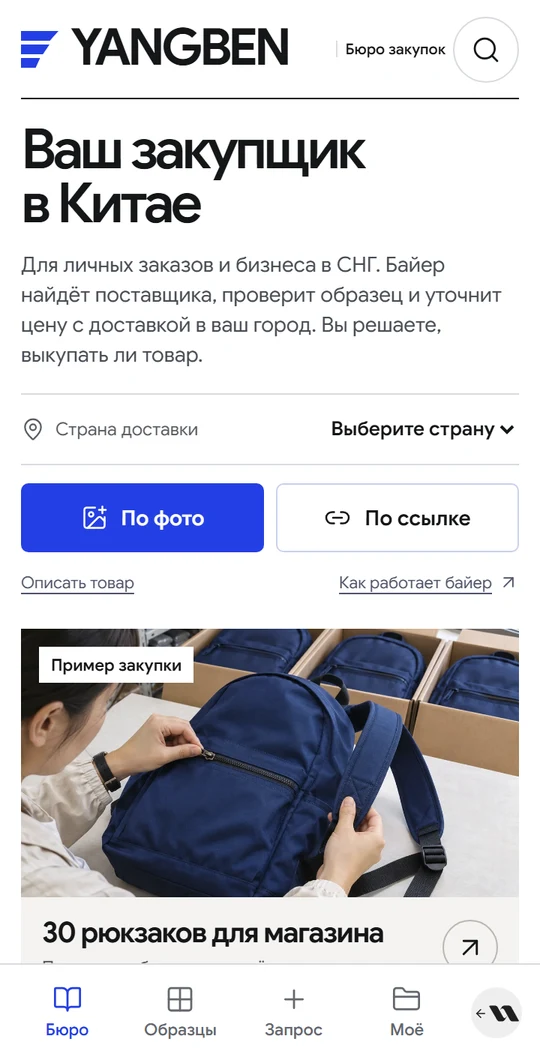 YANGBEN
Бюро закупок
Ваш закупщик
в Китае
Для личных заказов и бизнеса в СНГ. Байер
найдёт поставщика, проверит образец и уточнит
цену с доставкой в ваш город. Вы решаете,
выкупать ли товар.
Страна доставки
Выберите страну
По фото
По ссылке
Описать товар
Как работает байер
Пример закупки
30 рюкзаков для магазина
Бюро
Образцы
Запрос
Моё